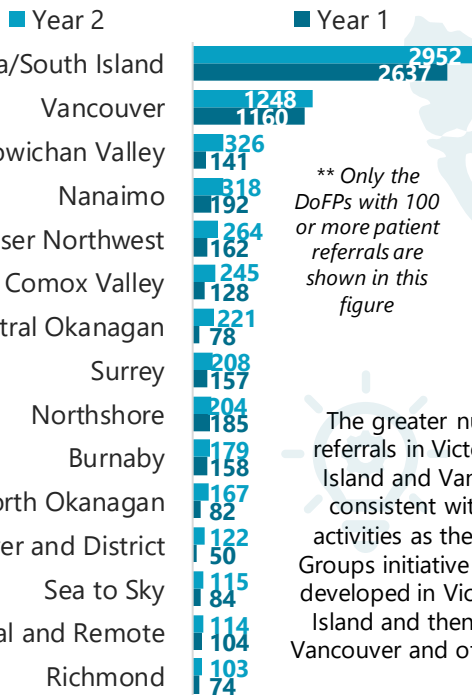 Year 2 Year 1
a/South Island 2952
2637
Vancouver 1248
1160
owichan Valley 326
141
Nanaimo 318
192
ser Northwest 264
162
Comox Valley 245
128
tral Okanagan 221
78
Surrey 208
157
Northshore 204
185
Burnaby 179
158
orth Okanagan 167
82
er and District 122
50
Sea to Sky 115
84
al and Remote 114
104
Richmond 103
74
** Only the
DoFPs with 100
or more patient
referrals are
shown in this
figure
The greater nu
referrals in Victo
Island and Van
consistent wit
activities as the
Groups initiative
developed in Vic
Island and then
Vancouver and ot